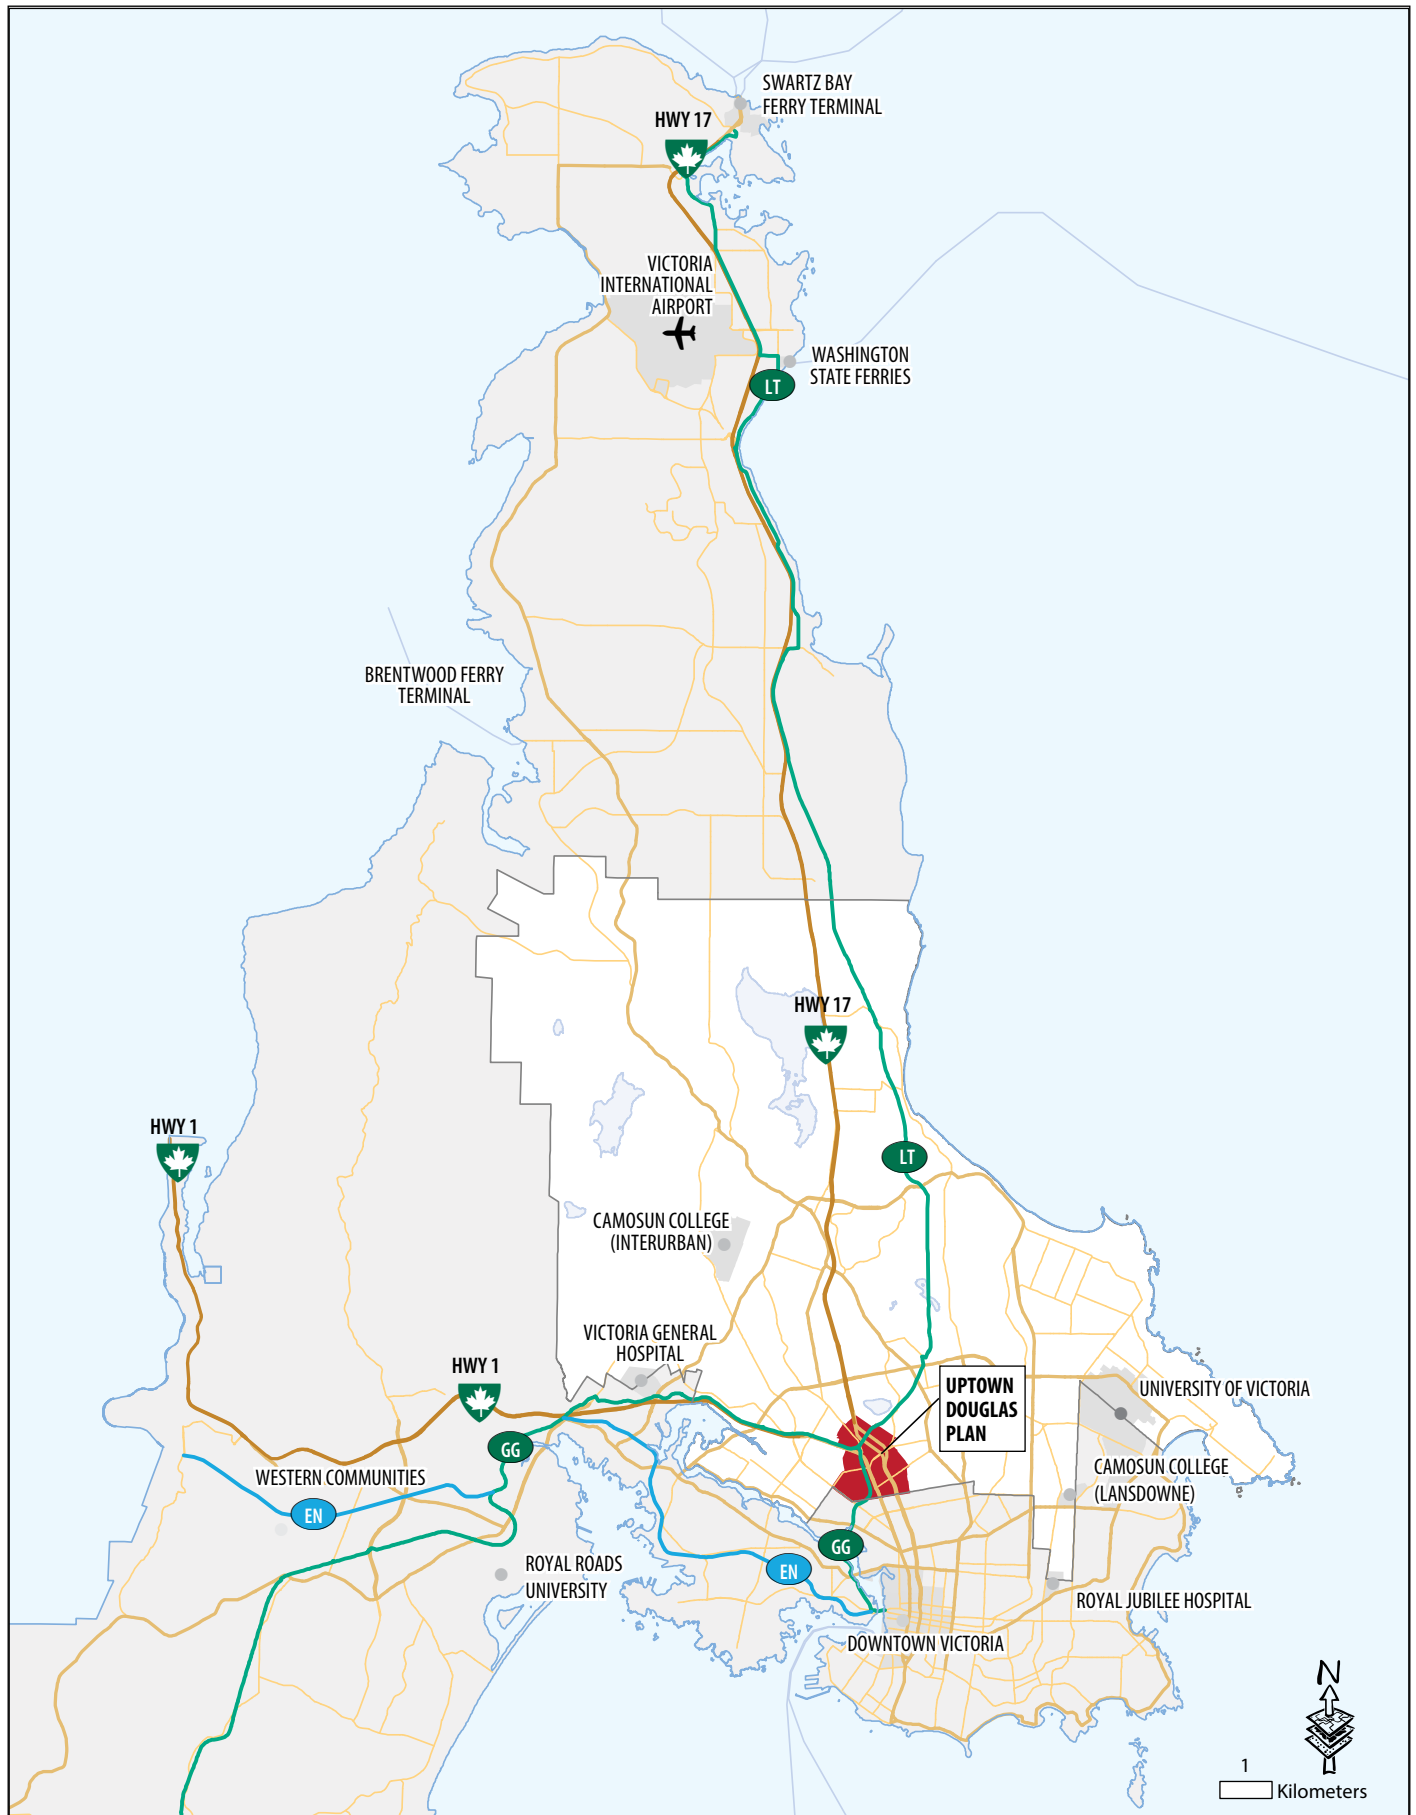 SWARTZ BAY
FERRY TERMINAL
HWY 17
VICTORIA
INTERNATIONAL
AIRPORT
WASHINGTON
STATE FERRIES
LT
BRENTWOOD FERRY
TERMINAL
HWY 17
HWY 1
LT
CAMOSUN COLLEGE
(INTERURBAN)
VICTORIA GENERAL
HOSPITAL
HWY 1
UPTOWN
DOUGLAS
PLAN
UNIVERSITY OF VICTORIA
GG
WESTERN COMMUNITIES
CAMOSUN COLLEGE
(LANSDOWNE)
EN
GG
ROYAL ROADS
UNIVERSITY
EN
ROYAL JUBILEE HOSPITAL
DOWNTOWN VICTORIA
N
1
Kilometers